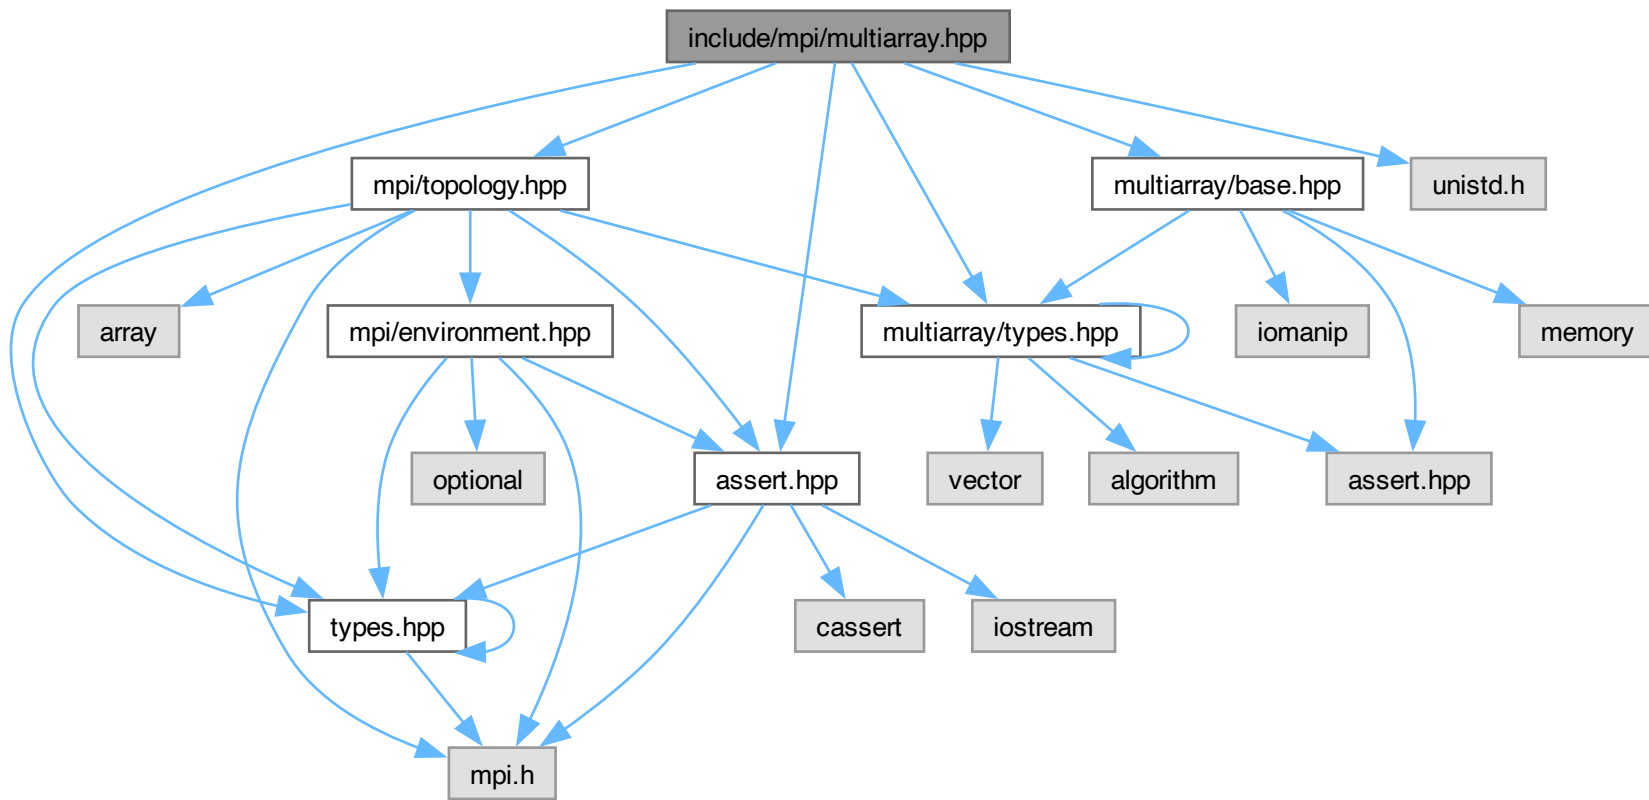 include/mpi/multiarray.hpp
mpi/topology.hpp
multiarray/base.hpp
unistd.h
array
mpi/environment.hpp
multiarray/types.hpp
iomanip
memory
optional
assert.hpp
vector
algorithm
assert.hpp
types.hpp
cassert
iostream
mpi.h